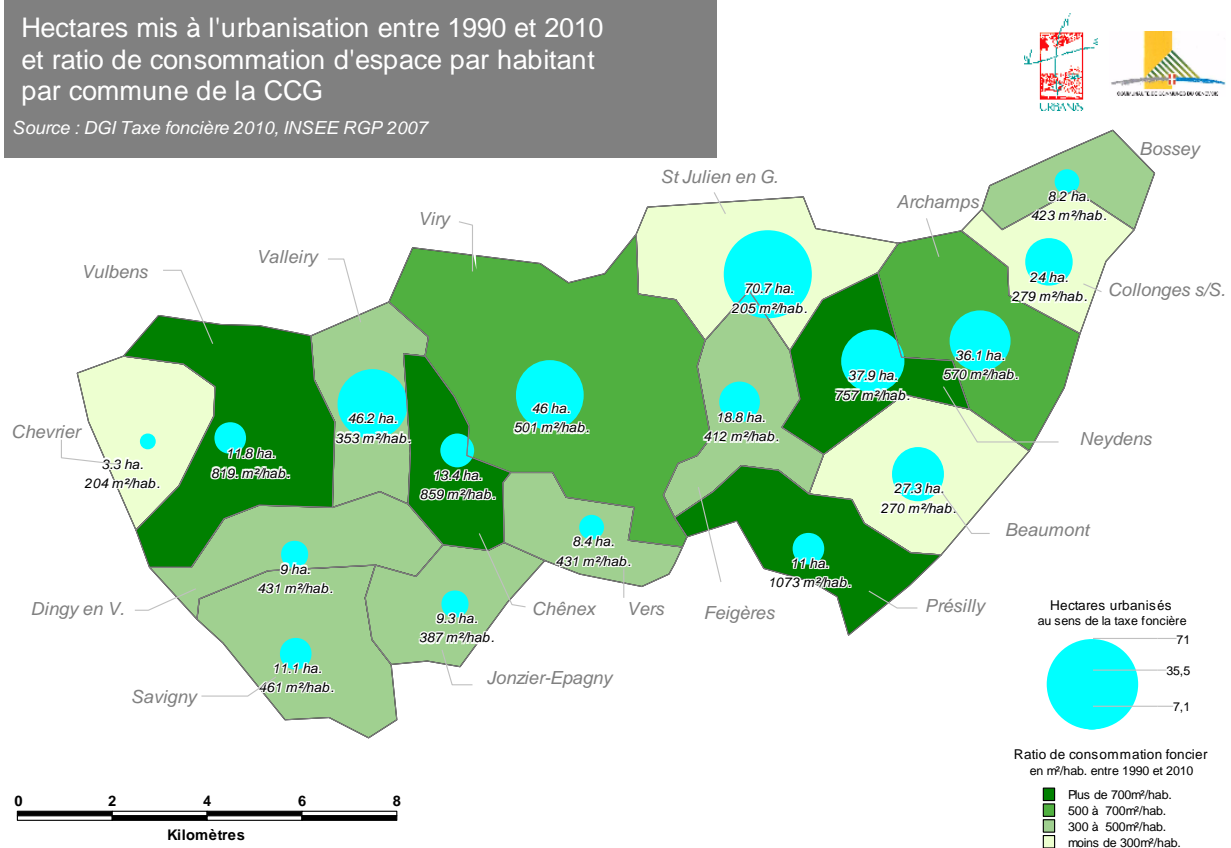 Hectares mis à l'urbanisation entre 1990 et 2010
et ratio de consommation d'espace par habitant
par commune de la CCG
Source : DGI Taxe foncière 2010, INSEE RGP 2007
URBANIS
COMMUNAUTE DE COMMUNES DU GENEVOIS
Bossey
8.2 ha.
423 m²/hab.
St Julien en G.
70.7 ha.
205 m²/hab.
Archamps
36.1 ha.
570 m²/hab.
Collonges s/S.
24 ha.
279 m²/hab.
Viry
46 ha.
501 m²/hab.
Valleiry
46.2 ha.
353 m²/hab.
Vulbens
11.8 ha.
819. m²/hab.
Chevrier
3.3 ha.
204 m²/hab.
13.4 ha.
859 m²/hab.
18.8 ha.
412 m²/hab.
37.9 ha.
757 m²/hab.
Neydens
27.3 ha.
270 m²/hab.
Beaumont
8.4 ha.
431 m²/hab.
11 ha.
1073 m²/hab.
9 ha.
431 m²/hab.
Dingy en V.
9.3 ha.
387 m²/hab.
Chênex
Vers
Feigères
Présilly
11.1 ha.
461 m²/hab.
Savigny
Jonzier-Epagny
Hectares urbanisés
au sens de la taxe foncière
71
35,5
7,1
Ratio de consommation foncier
en m²/hab. entre 1990 et 2010
Plus de 700m²/hab.
500 à 700m²/hab.
300 à 500m²/hab.
moins de 300m²/hab.
0 2 4 6 8
Kilomètres